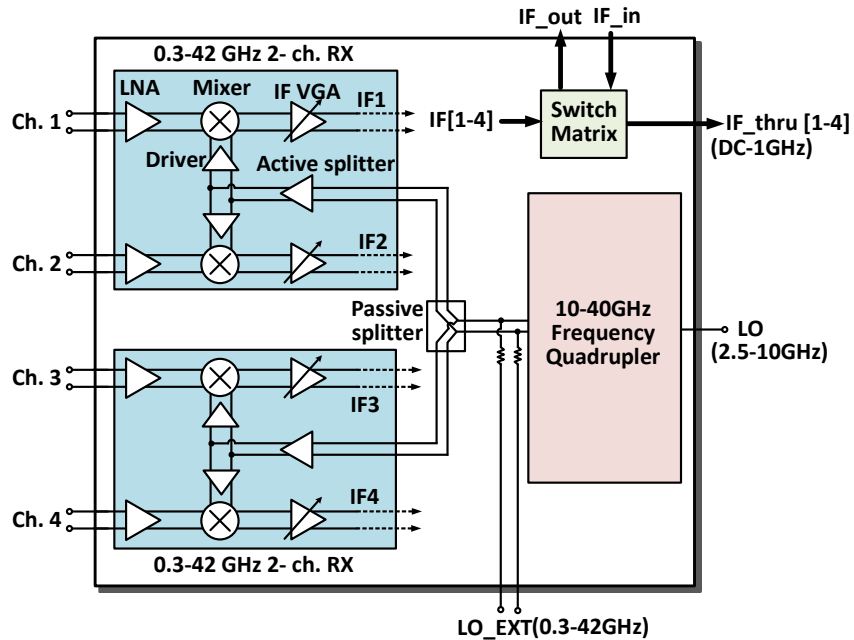 IF_out
IF_in
0.3-42 GHz 2- ch. RX
LNA
Mixer
IF VGA
IF1
Ch. 1
IF[1-4]
Switch
Matrix
IF_thru [1-4]
(DC-1GHz)
Driver
Active splitter
IF2
Ch. 2
Passive
splitter
10-40GHz
Frequency
Quadrupler
LO
(2.5-10GHz)
Ch. 3
IF3
IF4
Ch. 4
0.3-42 GHz 2- ch. RX
LO_EXT(0.3-42GHz)